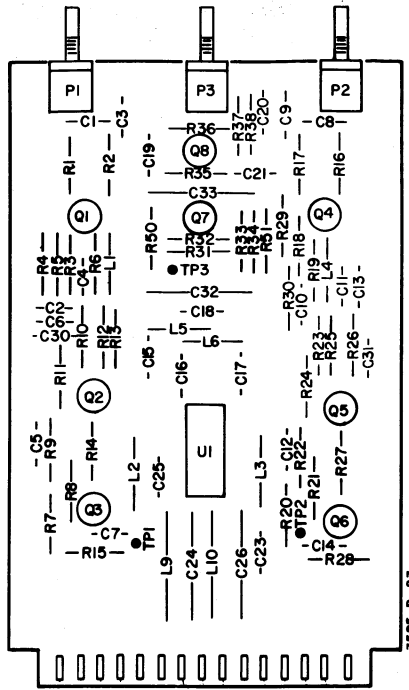 P1 P3 P2
C1 C3 R36 R37 R38 C20 C9 C8
R1 R2 C19 Q8 R17 R16
R35 C21
C33
Q1 Q7 Q4
R50 R32 R33 R34 R51 R29 R18
R4 R5 R3 C4 R6 L1 R31 R19 L4
TP3
C32 R30 C10 C11 C13
C2 C18
C6 L5
C30 R10 R12 R13 L6 R23 R25 R26 C31
R11 C15 C16 C17 R24
Q2 Q5
C5 R9 R14 U1 C12 R22
R8 L2 C25 L3 R21 R27
R7 Q3 R20 TP2 Q6
C7 TP1 C14
R15 L9 C24 L10 C26 C23 R28